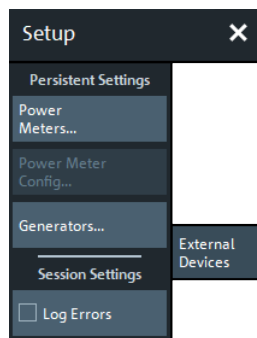 Setup
Persistent Settings
Power
Meters...
Power Meter
Config...
Generators...
External
Devices
Session Settings
Log Errors